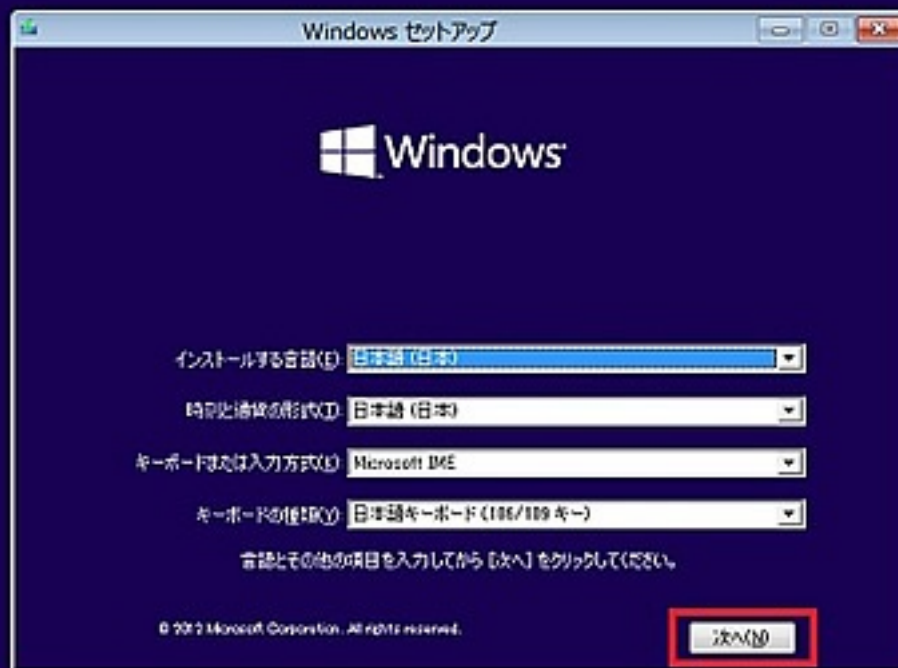 Windows セットアップ
Windows
インストールする言語(E): 日本語 (日本)
時刻と通貨の形式(T): 日本語 (日本)
キーボードまたは入力方式(K): Microsoft IME
キーボードの種類(Y): 日本語キーボード (106/109 キー)
言語とその他の項目を入力してから [次へ] をクリックしてください。
© 2012 Microsoft Corporation. All rights reserved.
次へ(N)